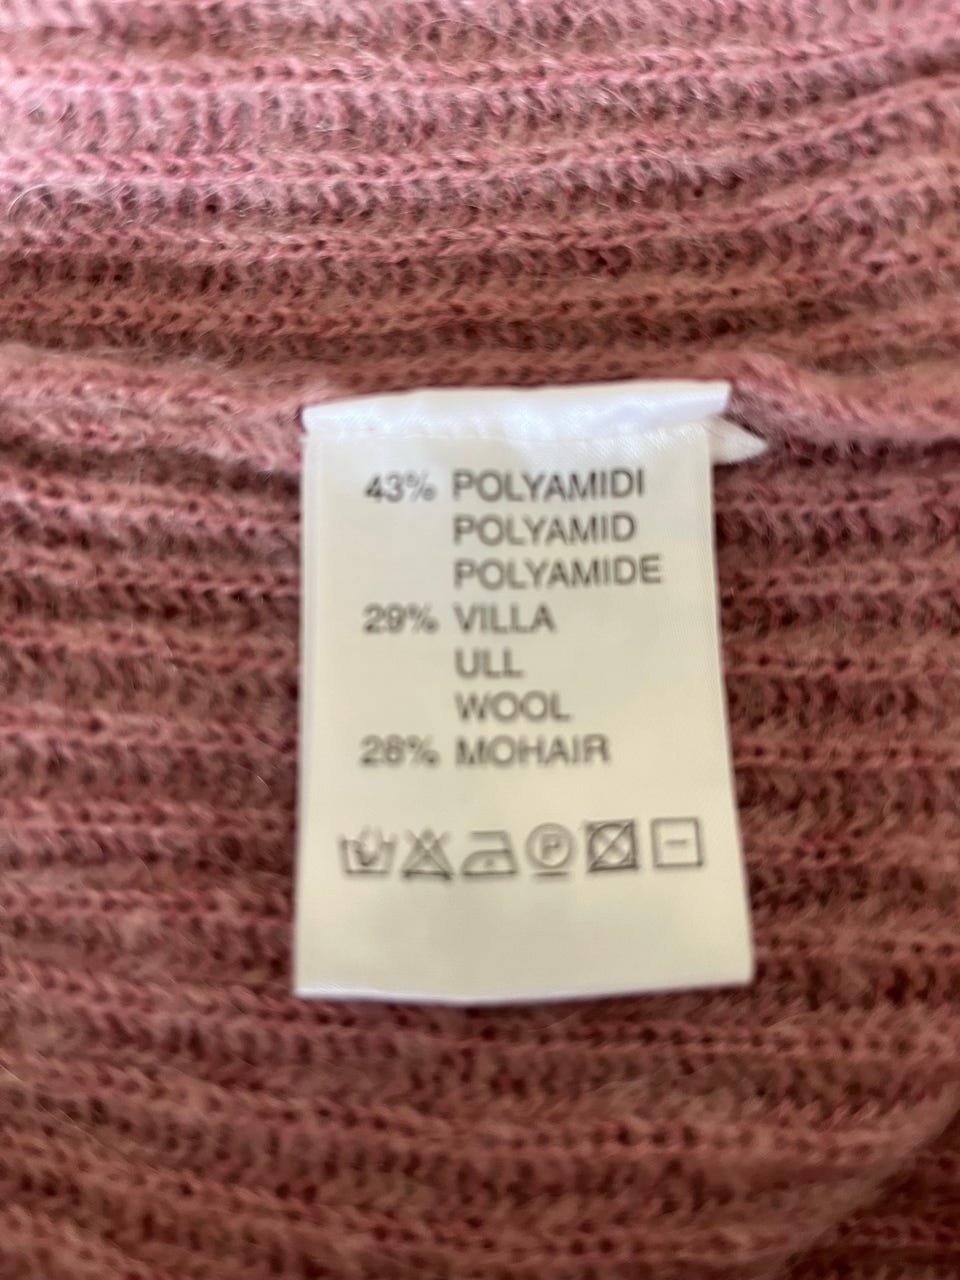 43% POLYAMIDI
POLYAMID
POLYAMIDE
29% VILLA
ULL
WOOL
28% MOHAIR
P